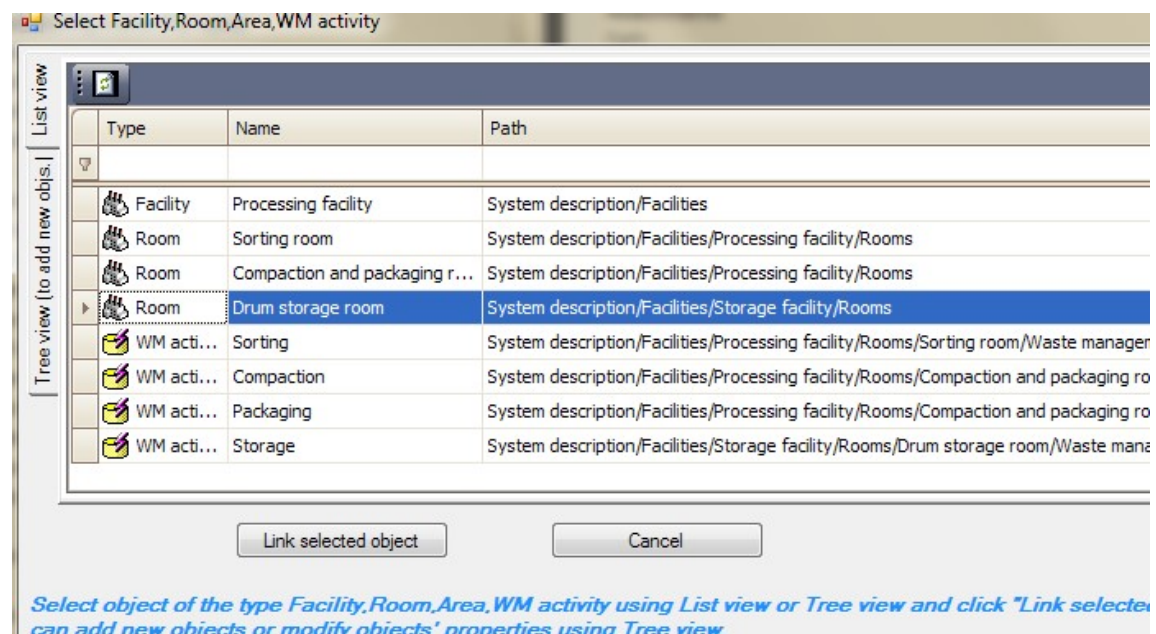 Select Facility,Room,Area,WM activity
List view
Tree view (to add new objs.)
Type Name Path
Facility Processing facility System description/Facilities
Room Sorting room System description/Facilities/Processing facility/Rooms
Room Compaction and packaging r... System description/Facilities/Processing facility/Rooms
Room Drum storage room System description/Facilities/Storage facility/Rooms
WM acti... Sorting System description/Facilities/Processing facility/Rooms/Sorting room/Waste manager
WM acti... Compaction System description/Facilities/Processing facility/Rooms/Compaction and packaging ro
WM acti... Packaging System description/Facilities/Processing facility/Rooms/Compaction and packaging ro
WM acti... Storage System description/Facilities/Storage facility/Rooms/Drum storage room/Waste mana
Link selected object Cancel
Select object of the type Facility,Room,Area,WM activity using List view or Tree view and click "Link selected
can add new objects or modify objects' properties using Tree view